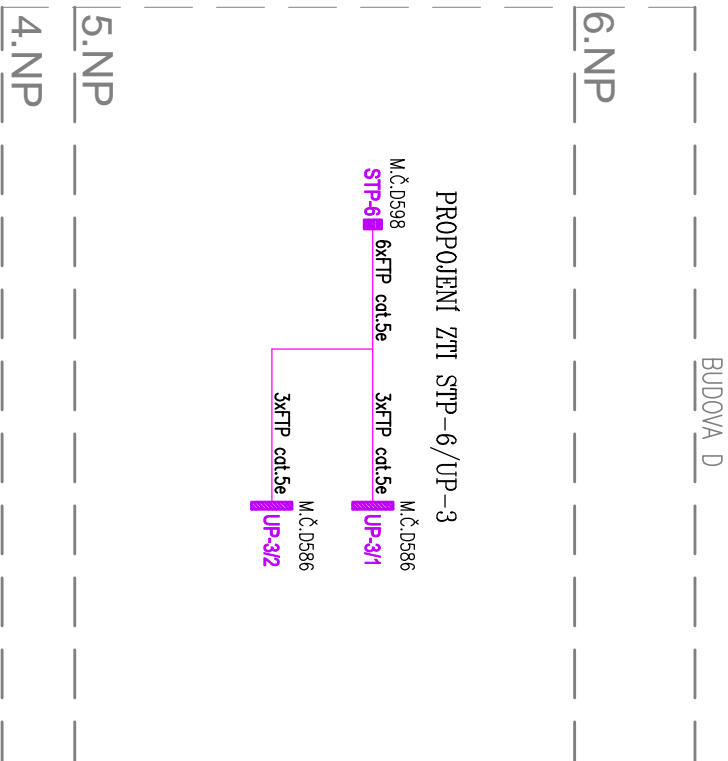 BUDOVA D
6.NP
PROPOJENÍ ZTI STP-6/UP-3
M.Č.D598
STP-6
6xFTP cat.5e
3xFTP cat.5e
M.Č.D586
UP-3/1
3xFTP cat.5e
M.Č.D586
UP-3/2
5.NP
4.NP